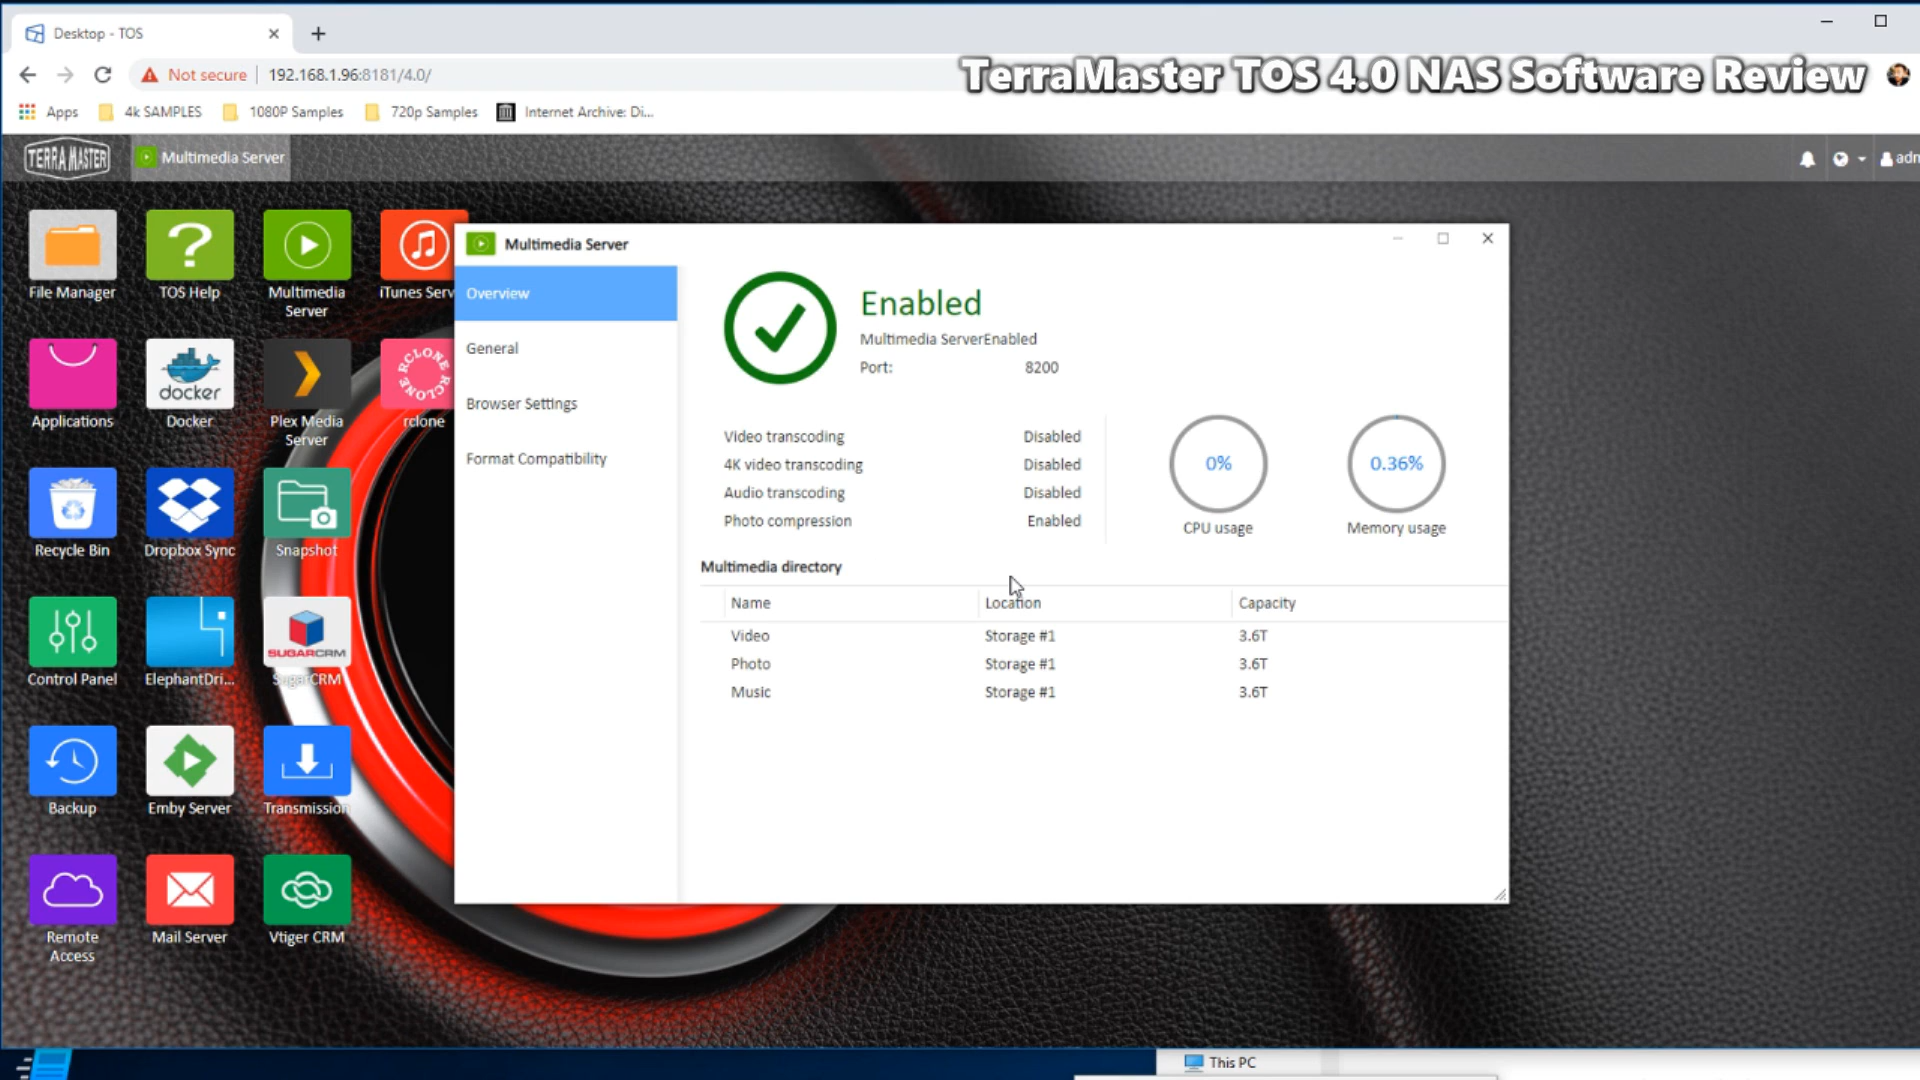 Desktop - TOS
Not secure
192.168.1.96:8181/4.0/
TerraMaster TOS 4.0 NAS Software Review
Apps
4k SAMPLES
1080P Samples
720p Samples
Internet Archive: Di...
TERRAMASTER
Multimedia Server
adn
File Manager
TOS Help
Multimedia
Server
iTunes Serv
Applications
docker
Docker
Plex Media
Server
RCLONE RCLONE
rclone
Recycle Bin
Dropbox Sync
Snapshot
Control Panel
ElephantDri...
SUGARCRM
SugarCRM
Backup
Emby Server
Transmission
Remote
Access
Mail Server
Vtiger CRM
Multimedia Server
Overview
General
Browser Settings
Format Compatibility
Enabled
Multimedia ServerEnabled
Port: 8200
Video transcoding Disabled
4K video transcoding Disabled
Audio transcoding Disabled
Photo compression Enabled
0%
CPU usage
0.36%
Memory usage
Multimedia directory
Name Location Capacity
Video Storage #1 3.6T
Photo Storage #1 3.6T
Music Storage #1 3.6T
This PC